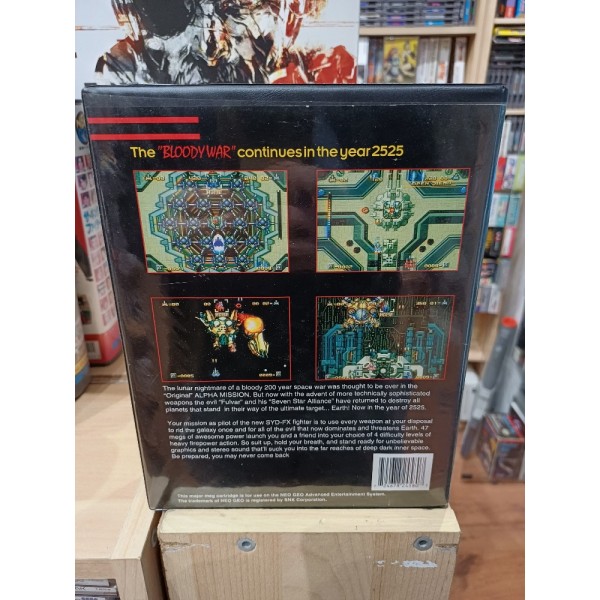 The "BLOODY WAR" continues in the year 2525
The lunar nightmare of a bloody 200 year space war was thought to be over in the
"Original" ALPHA MISSION. But now with the advent of more technically sophisticated
weapons the evil "Fulvar" and his "Seven Star Alliance" have returned to destroy all
planets that stand in their way of the ultimate target... Earth! Now in the year of 2525.
Your mission as pilot of the new SYD-FX fighter is to use every weapon at your disposal
to rid the galaxy once and for all of the evil that now dominates and threatens Earth. 47
megs of awesome power launch you and a friend into your choice of 4 difficulty levels of
heavy firepower action. So suit up, hold your breath, and stand ready for unbelievable
graphics and stereo sound that'll suck you into the far reaches of deep dark inner space.
Be prepared, you may never come back
This major meg cartridge is for use on the NEO GEO Advanced Entertainment System.
The trademark of NEO GEO is registered by SNK Corporation.